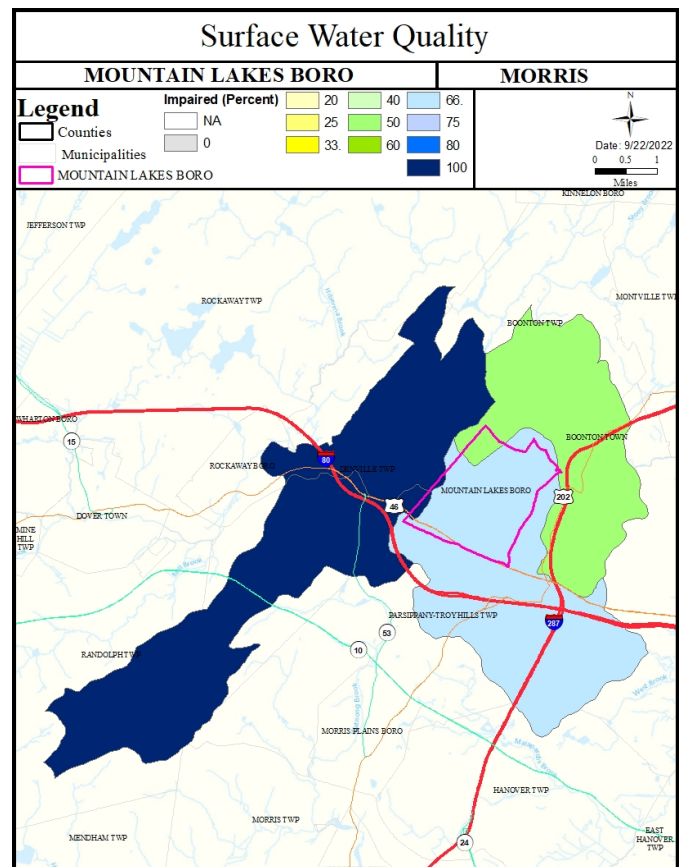 Surface Water Quality
MOUNTAIN LAKES BORO
MORRIS
Legend
Counties
Municipalities
MOUNTAIN LAKES BORO
Impaired (Percent)
NA
0
20
25
33.
40
50
60
66.
75
80
100
N
Date: 9/22/2022
0 0.5 1
Miles
KINNELON BORO
JEFFERSON TWP
ROCKAWAY TWP
MONTVILLE TWP
BOONTON TWP
WHARTON BORO
15
BOONTON TOWN
ROCKAWAY BORO
80
DENVILLE TWP
MOUNTAIN LAKES BORO
202
46
DOVER TOWN
MINE
HILL
TWP
PARSIPPANY-TROY HILLS TWP
287
53
10
RANDOLPH TWP
West Brook
MORRIS PLAINS BORO
HANOVER TWP
MORRIS TWP
MENDHAM TWP
24
EAST
HANOVER
TWP